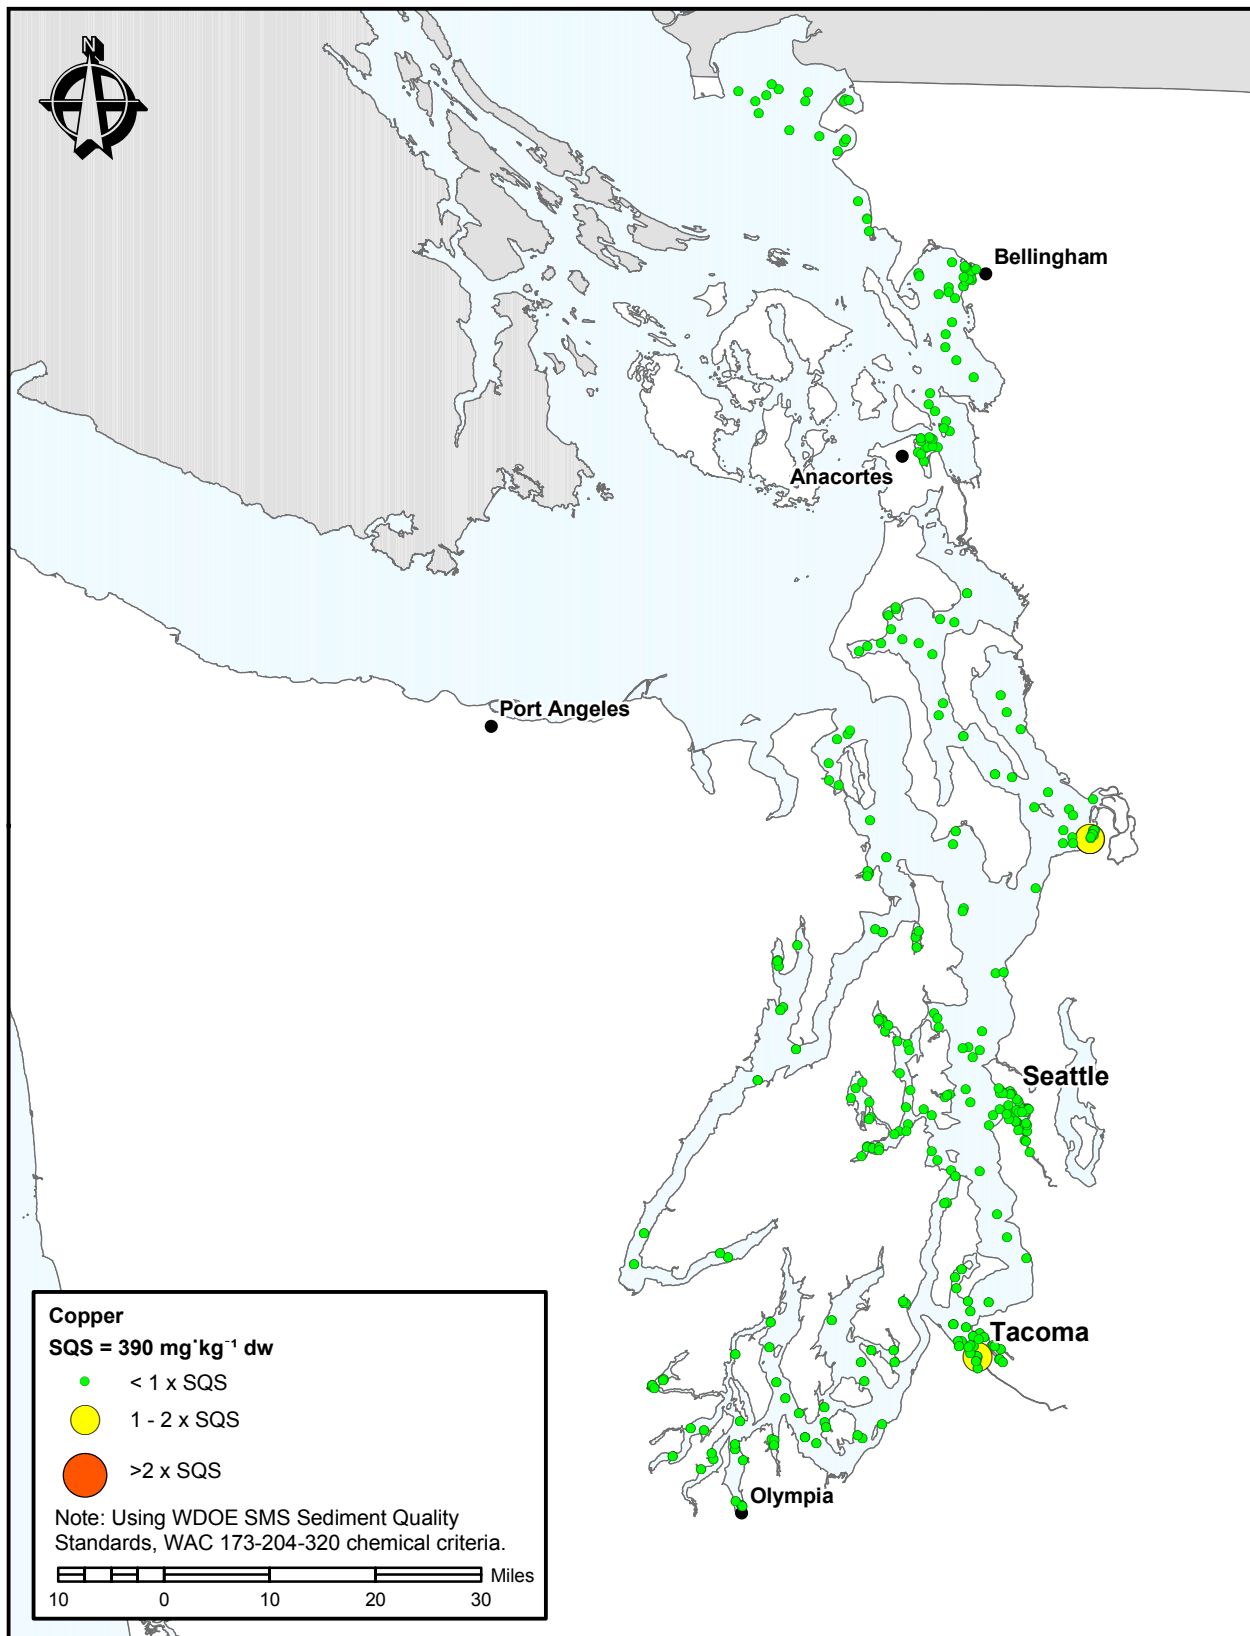 N
Bellingham
Anacortes
Port Angeles
Seattle
Tacoma
Olympia
Copper
SQS = 390 mg·kg⁻¹ dw
< 1 x SQS
1 - 2 x SQS
>2 x SQS
Note: Using WDOE SMS Sediment Quality
Standards, WAC 173-204-320 chemical criteria.
Miles
10 0 10 20 30